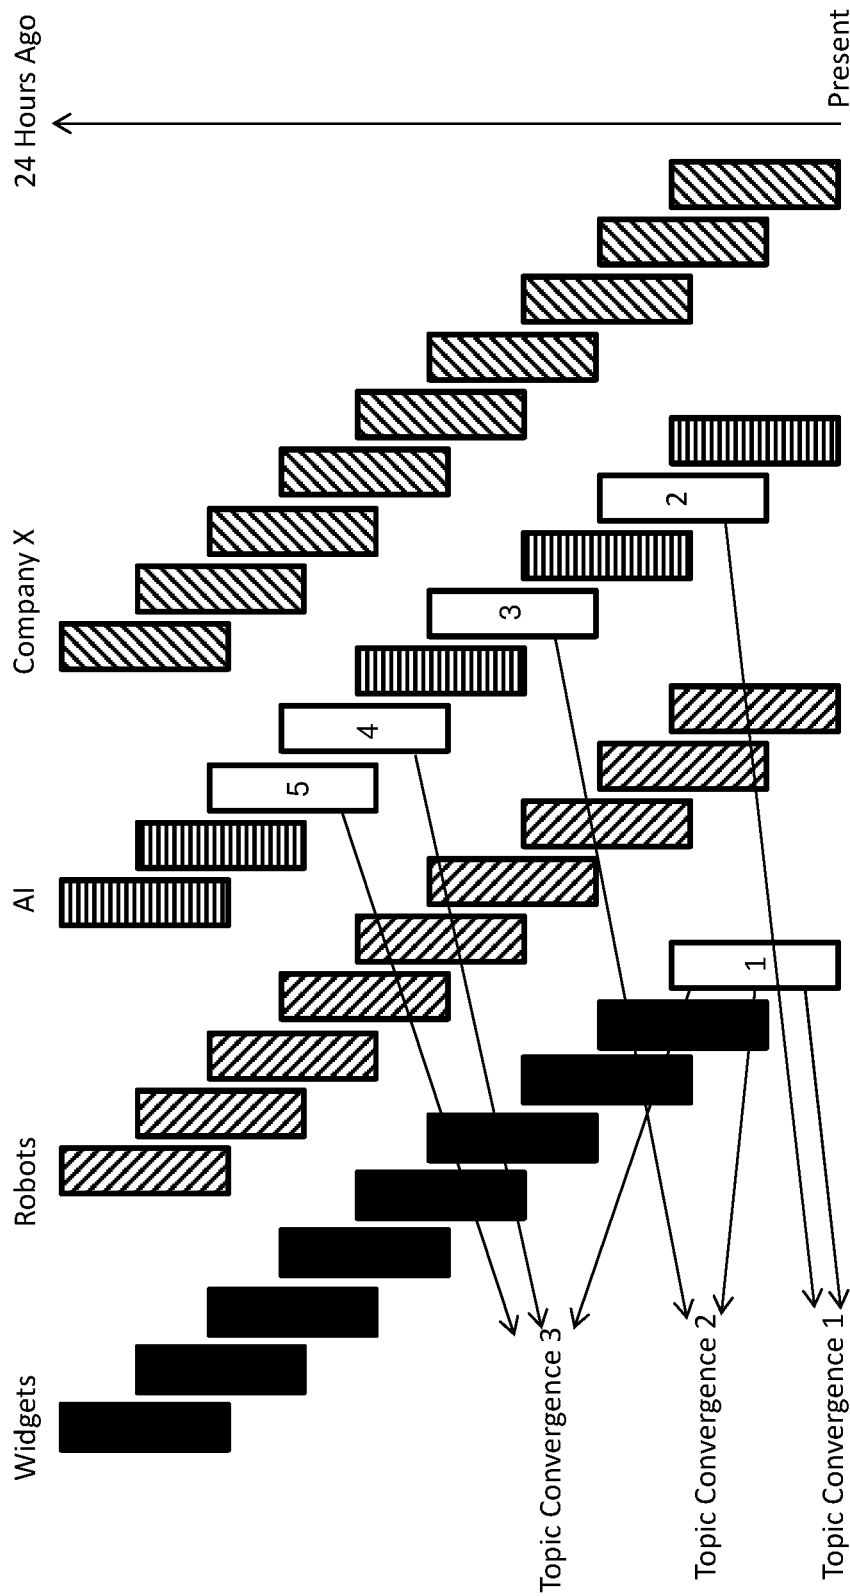 Widgets
Robots
AI
Company X
24 Hours Ago
5
4
3
2
1
Topic Convergence 3
Topic Convergence 2
Topic Convergence 1
Present